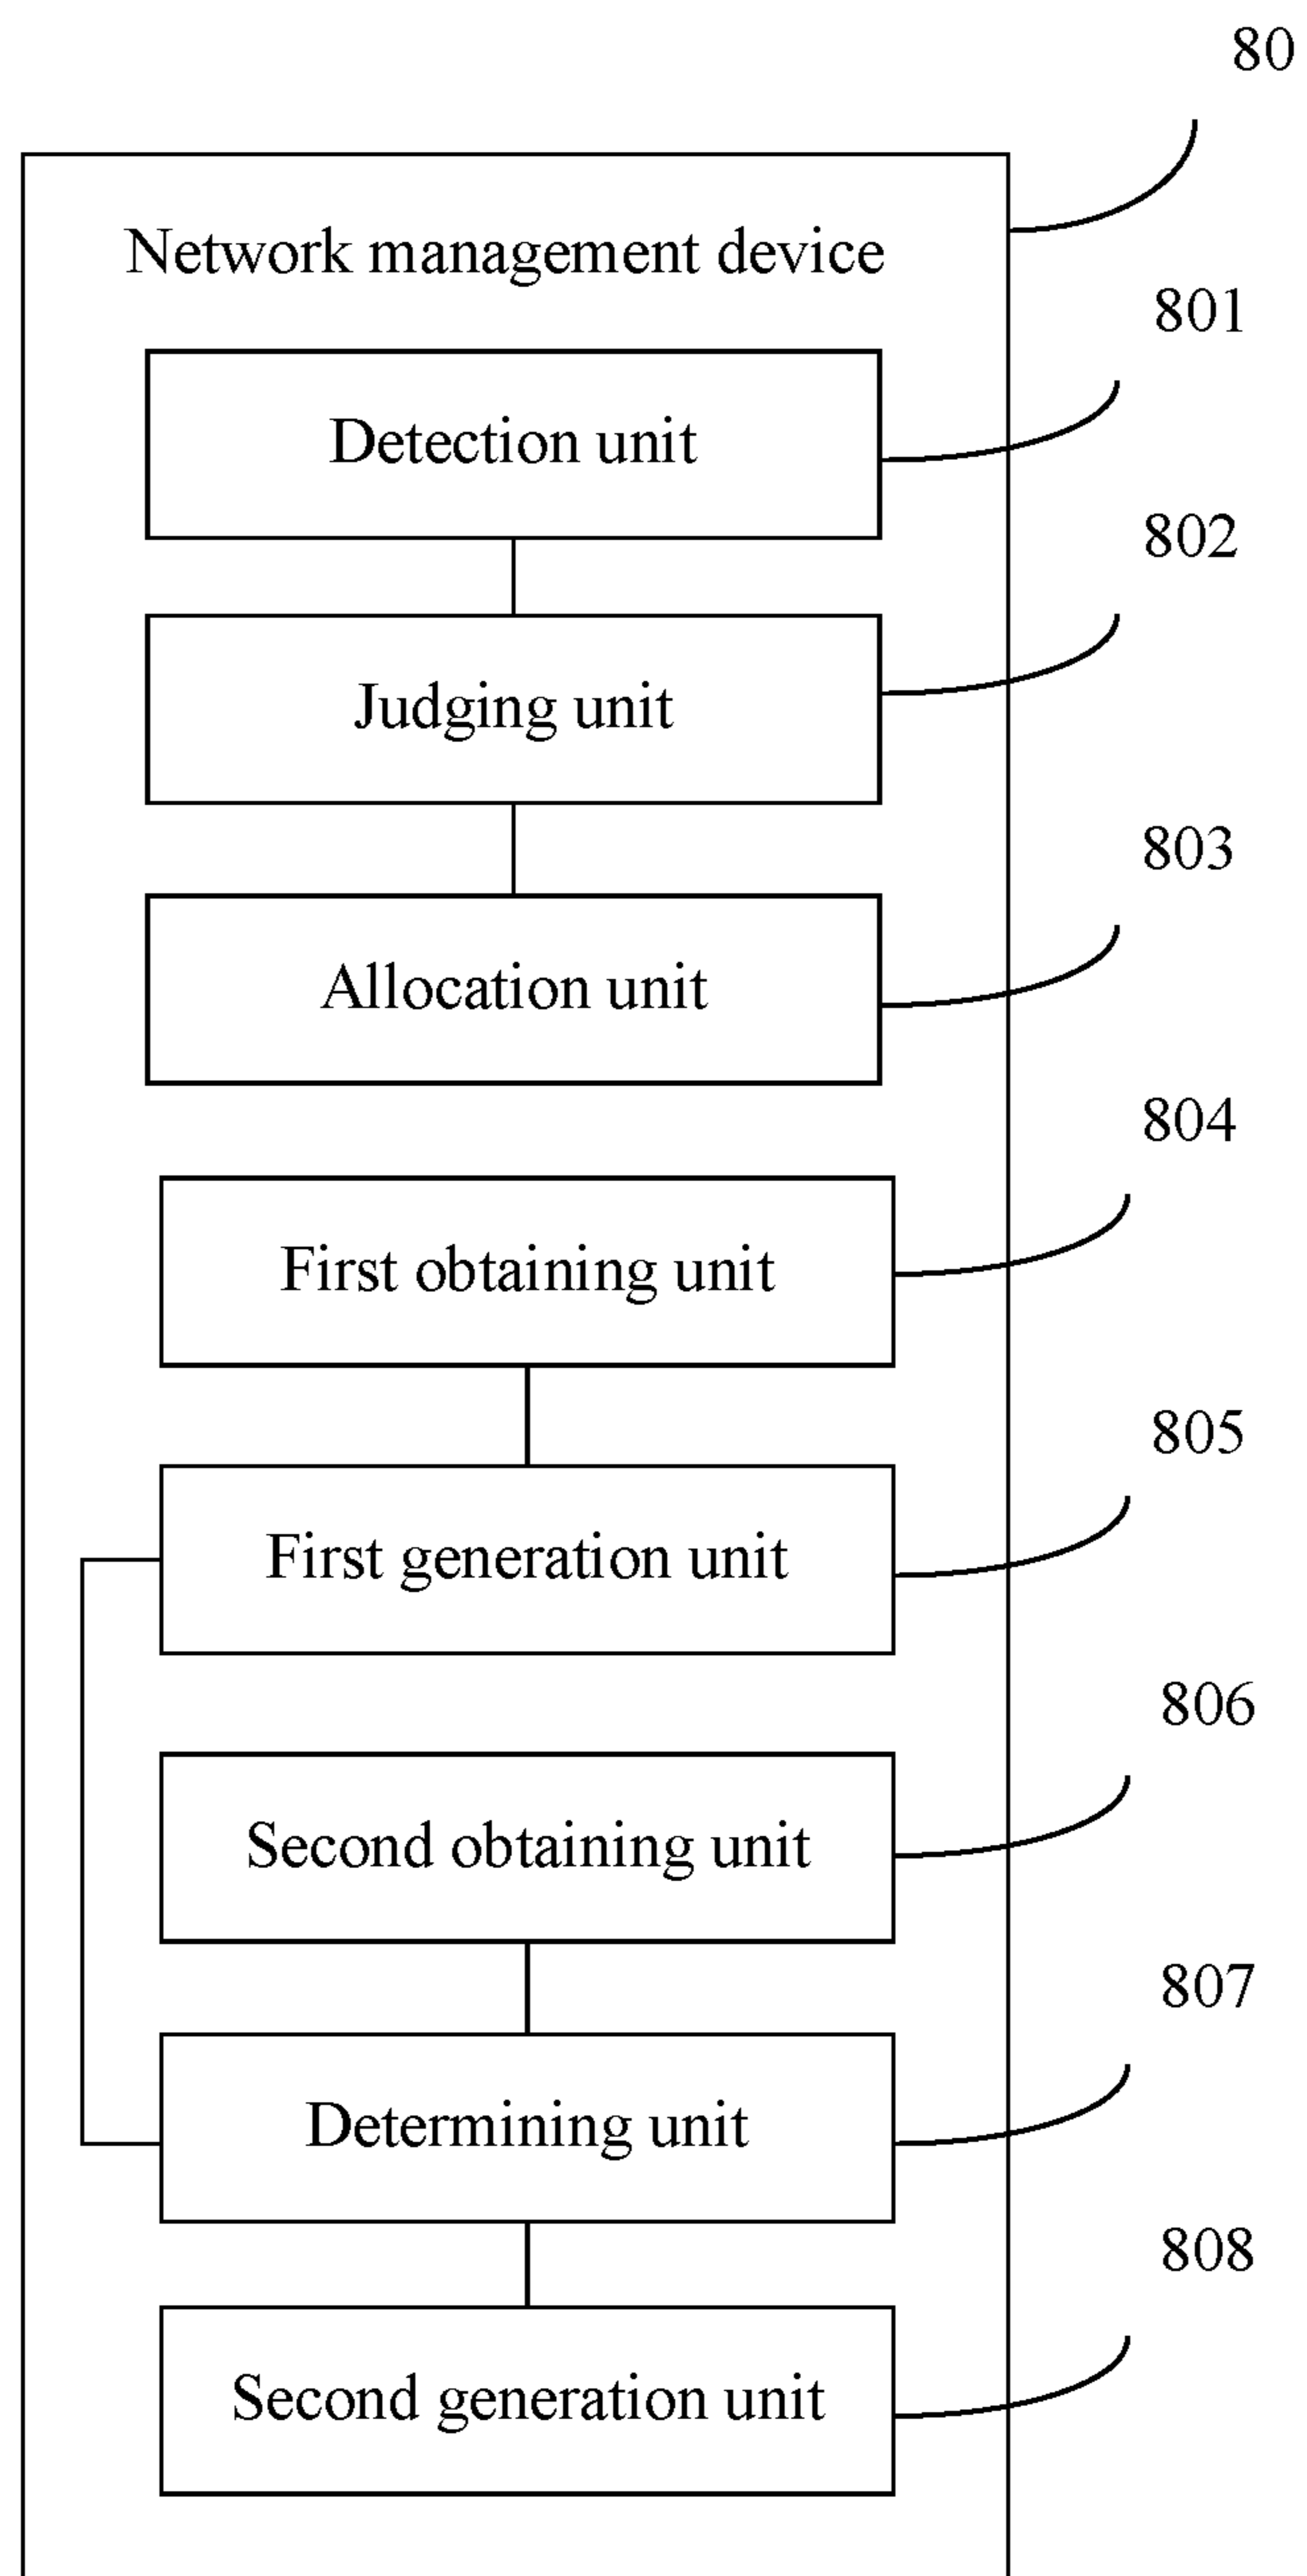 80
Network management device
801
Detection unit
802
Judging unit
803
Allocation unit
804
First obtaining unit
805
First generation unit
806
Second obtaining unit
807
Determining unit
808
Second generation unit